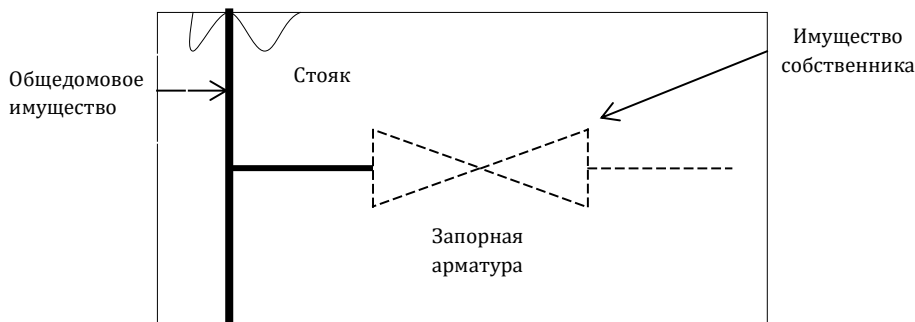 Общедомовое
имущество
Стояк
Имущество
собственника
Запорная
арматура